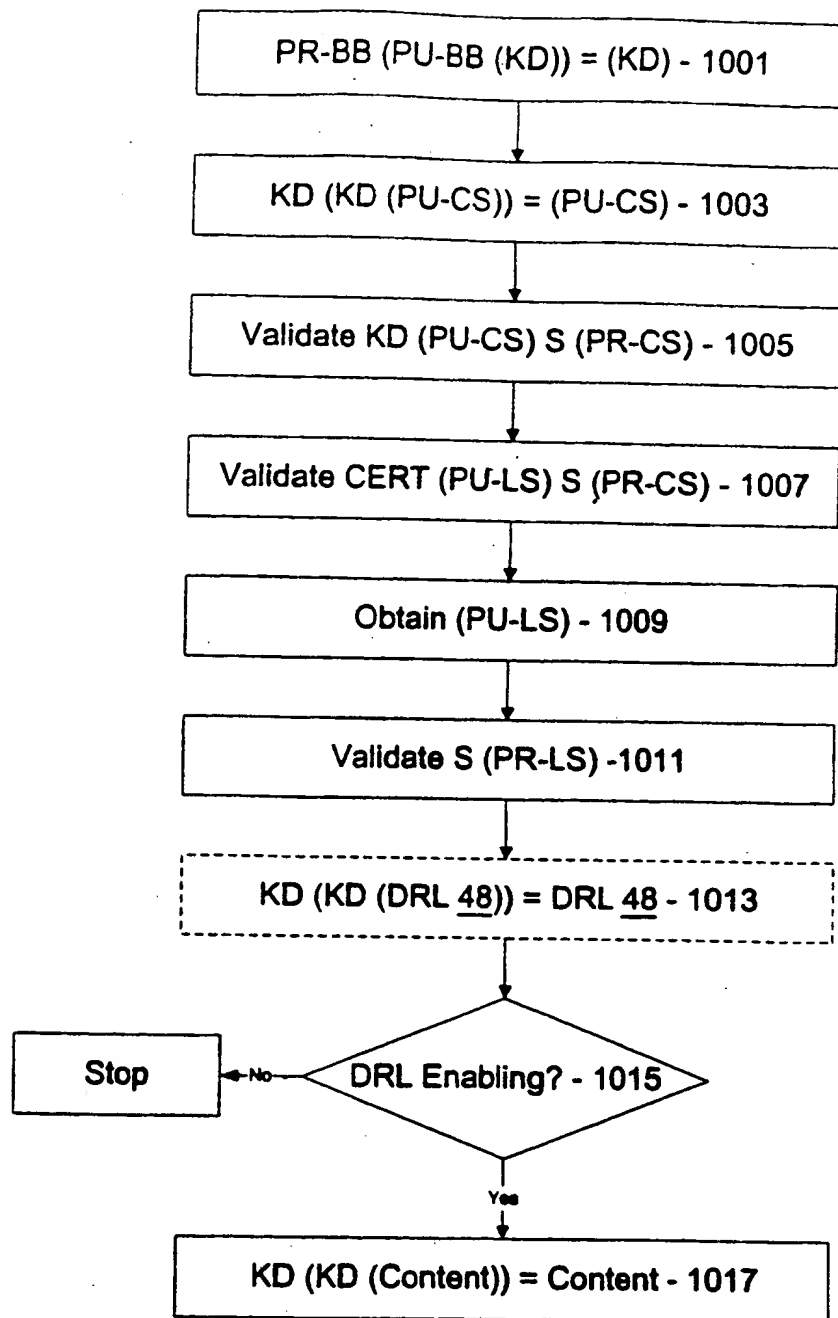 PR-BB (PU-BB (KD)) = (KD) - 1001
KD (KD (PU-CS)) = (PU-CS) - 1003
Validate KD (PU-CS) S (PR-CS) - 1005
Validate CERT (PU-LS) S (PR-CS) - 1007
Obtain (PU-LS) - 1009
Validate S (PR-LS) -1011
KD (KD (DRL 48)) = DRL 48 - 1013
Stop
No
DRL Enabling? - 1015
Yes
KD (KD (Content)) = Content - 1017